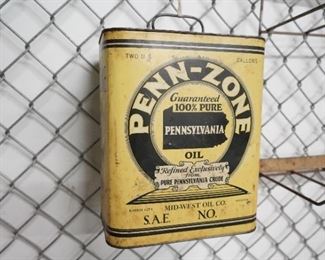 TWO U.S. GALLONS
PENN-ZONE
Guaranteed
100% PURE
PENNSYLVANIA
OIL
Refined Exclusively
from
PURE PENNSYLVANIA CRUDE
MID-WEST OIL CO.
S.A.E. NO.